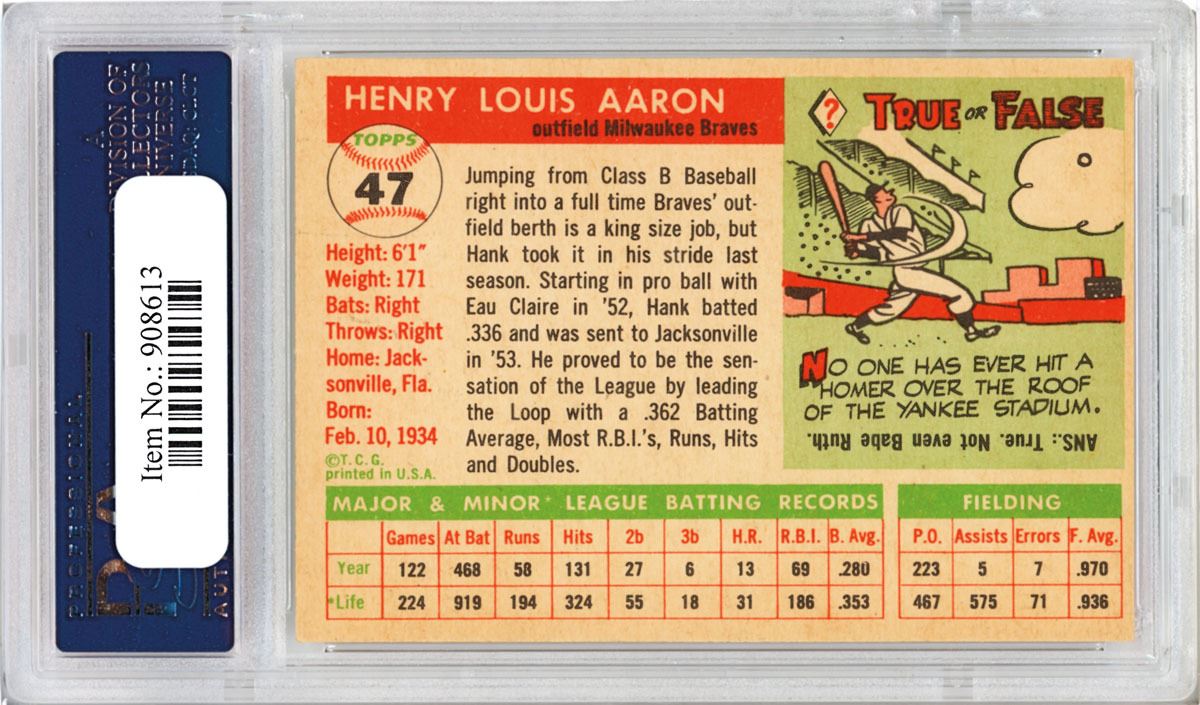 HENRY LOUIS AARON
outfield Milwaukee Braves
TOPPS
47
Height: 6'1"
Weight: 171
Bats: Right
Throws: Right
Home: Jack-
sonville, Fla.
Born:
Feb. 10, 1934
©T.C.G.
printed in U.S.A.
Jumping from Class B Baseball
right into a full time Braves' out-
field berth is a king size job, but
Hank took it in his stride last
season. Starting in pro ball with
Eau Claire in '52, Hank batted
.336 and was sent to Jacksonville
in '53. He proved to be the sen-
sation of the League by leading
the Loop with a .362 Batting
Average, Most R.B.I.'s, Runs, Hits
and Doubles.
? TRUE OR FALSE
NO ONE HAS EVER HIT A
HOMER OVER THE ROOF
OF THE YANKEE STADIUM.
ANS.: True. Not even Babe Ruth.
MAJOR & MINOR* LEAGUE BATTING RECORDS
Games At Bat Runs Hits 2b 3b H.R. R.B.I. B. Avg.
Year 122 468 58 131 27 6 13 69 .280
*Life 224 919 194 324 55 18 31 186 .353
FIELDING
P.O. Assists Errors F. Avg.
223 5 7 .970
467 575 71 .936
Item No.: 908613
A
DIVISION OF
COLLECTORS
UNIVERSE
PROFESSIONAL